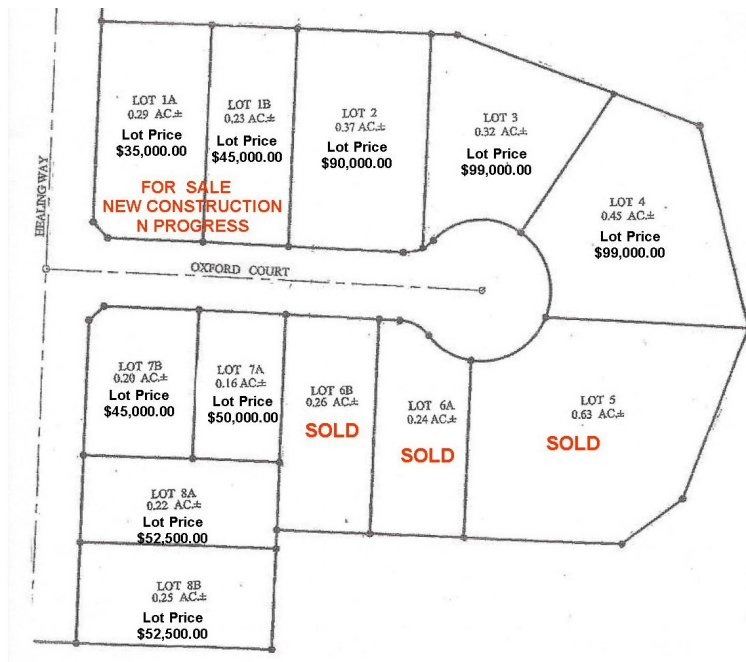 LOT 1A
0.29 AC.±
Lot Price
$35,000.00
LOT 1B
0.23 AC.±
Lot Price
$45,000.00
LOT 2
0.37 AC.±
Lot Price
$90,000.00
LOT 3
0.32 AC.±
Lot Price
$99,000.00
LOT 4
0.45 AC.±
Lot Price
$99,000.00
FOR SALE
NEW CONSTRUCTION
N PROGRESS
HEALING WAY
OXFORD COURT
LOT 7B
0.20 AC.±
Lot Price
$45,000.00
LOT 7A
0.16 AC.±
Lot Price
$50,000.00
LOT 6B
0.26 AC.±
SOLD
LOT 6A
0.24 AC.±
SOLD
LOT 5
0.63 AC.±
SOLD
LOT 8A
0.22 AC.±
Lot Price
$52,500.00
LOT 8B
0.25 AC.±
Lot Price
$52,500.00